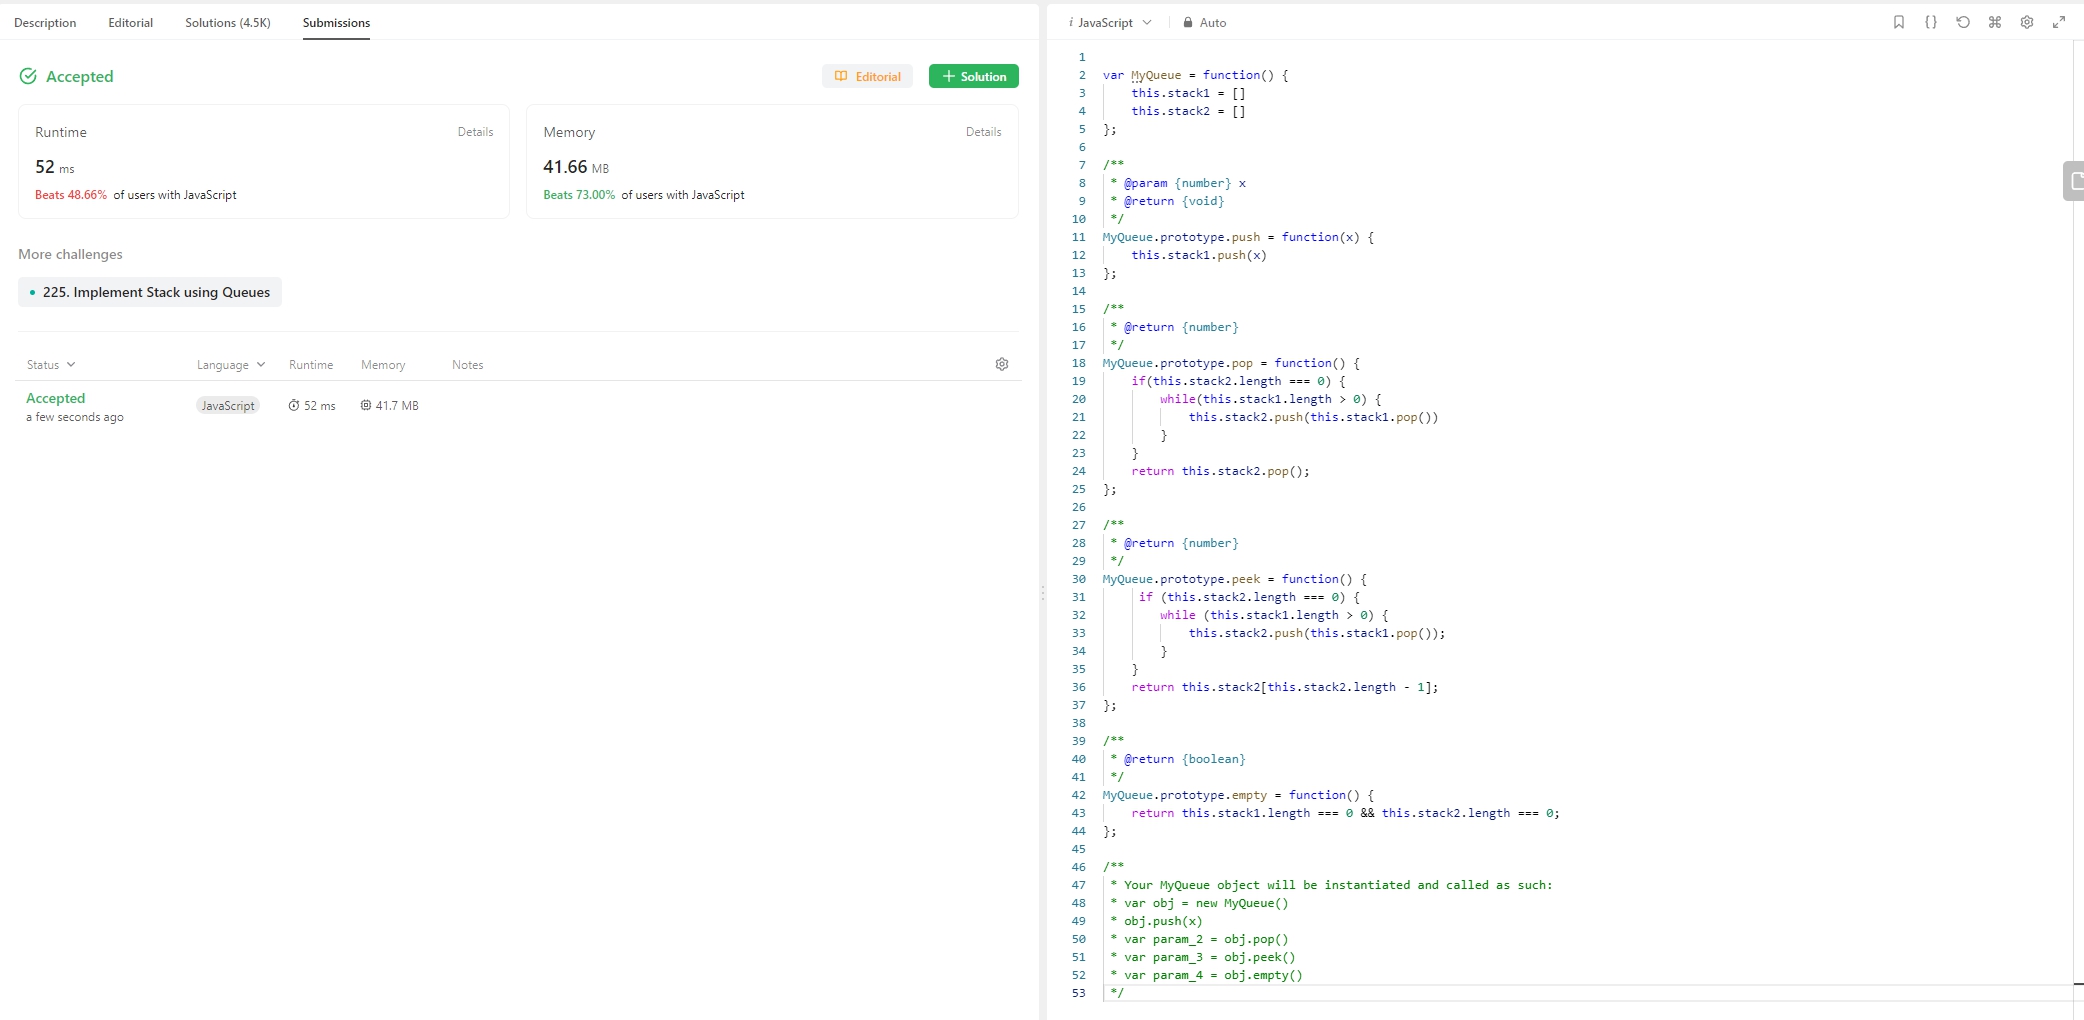 Description Editorial Solutions (4.5K) Submissions
Accepted
Editorial + Solution
Runtime Details
52 ms
Beats 48.66% of users with JavaScript
Memory Details
41.66 MB
Beats 73.00% of users with JavaScript
More challenges
• 225. Implement Stack using Queues
Status Language Runtime Memory Notes
Accepted JavaScript 52 ms 41.7 MB
a few seconds ago
i JavaScript Auto
1
2 var MyQueue = function() {
3     this.stack1 = []
4     this.stack2 = []
5 };
6
7 /**
8  * @param {number} x
9  * @return {void}
10  */
11 MyQueue.prototype.push = function(x) {
12     this.stack1.push(x)
13 };
14
15 /**
16  * @return {number}
17  */
18 MyQueue.prototype.pop = function() {
19     if(this.stack2.length === 0) {
20         while(this.stack1.length > 0) {
21             this.stack2.push(this.stack1.pop())
22         }
23     }
24     return this.stack2.pop();
25 };
26
27 /**
28  * @return {number}
29  */
30 MyQueue.prototype.peek = function() {
31      if (this.stack2.length === 0) {
32         while (this.stack1.length > 0) {
33             this.stack2.push(this.stack1.pop());
34         }
35     }
36     return this.stack2[this.stack2.length - 1];
37 };
38
39 /**
40  * @return {boolean}
41  */
42 MyQueue.prototype.empty = function() {
43     return this.stack1.length === 0 && this.stack2.length === 0;
44 };
45
46 /**
47  * Your MyQueue object will be instantiated and called as such:
48  * var obj = new MyQueue()
49  * obj.push(x)
50  * var param_2 = obj.pop()
51  * var param_3 = obj.peek()
52  * var param_4 = obj.empty()
53  */